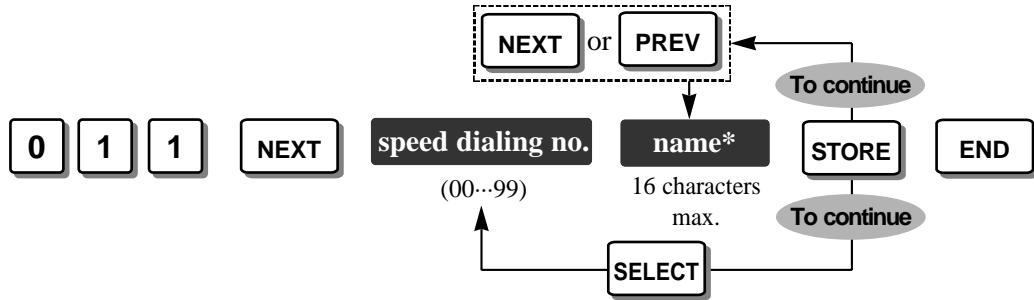 NEXT or PREV
To continue
0 1 1 NEXT speed dialing no. name* STORE END
(00···99) 16 characters
max.
To continue
SELECT